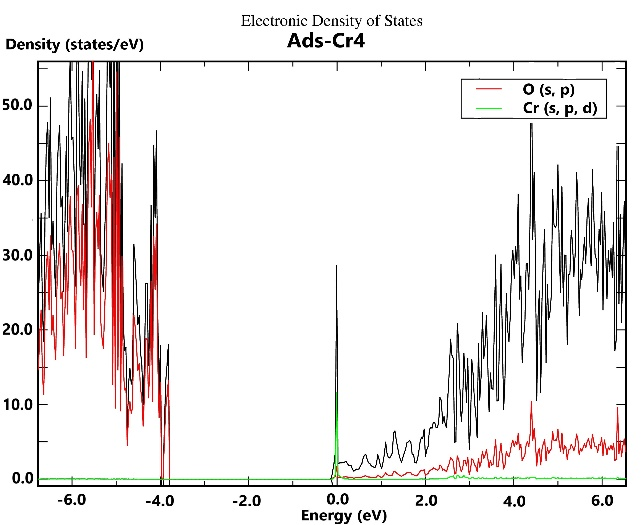 Electronic Density of States
Ads-Cr4
Density (states/eV)
50.0
40.0
30.0
20.0
10.0
0.0
O (s, p)
Cr (s, p, d)
-6.0 -4.0 -2.0 0.0 2.0 4.0 6.0
Energy (eV)